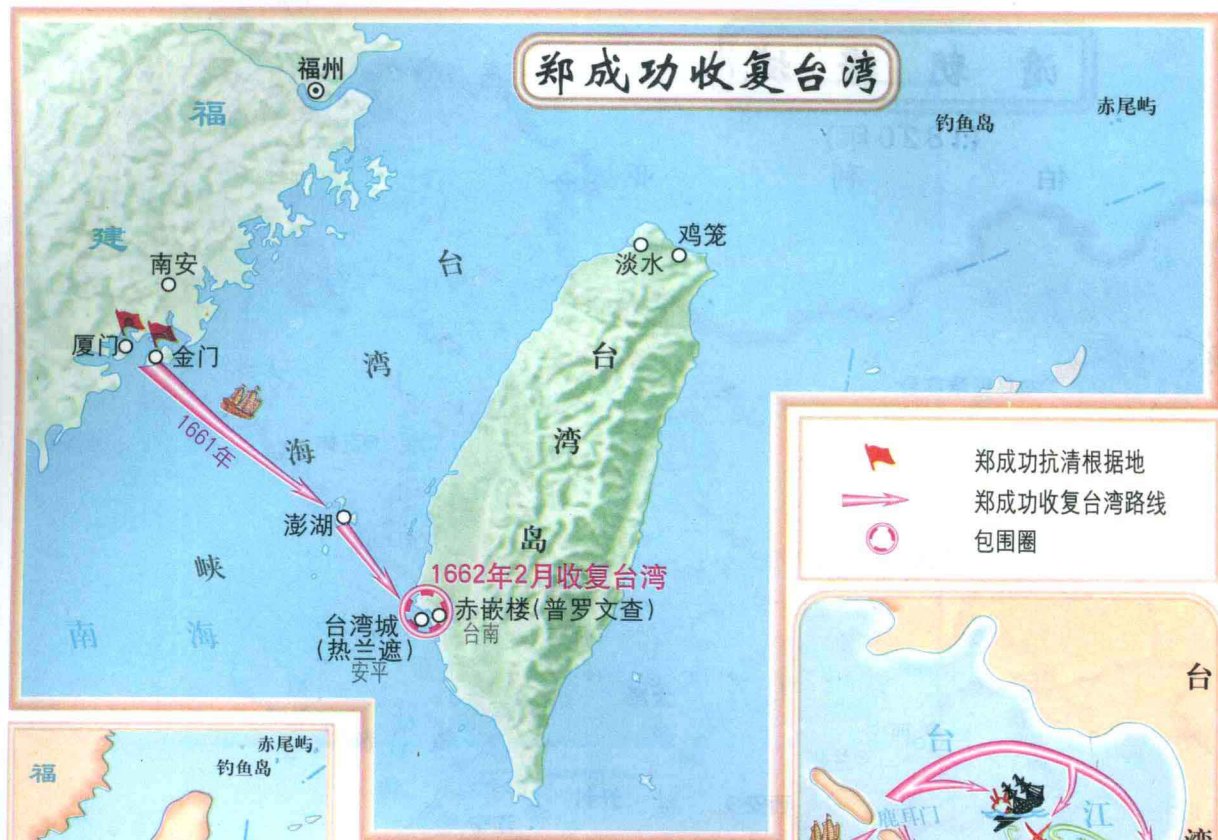 郑成功收复台湾
福州
福
建
南安
厦门
金门
1661年
台
湾
海
峡
澎湖
南 海
钓鱼岛
赤尾屿
鸡笼
淡水
台
湾
岛
1662年2月收复台湾
赤嵌楼(普罗文查)
台南
台湾城
(热兰遮)
安平
郑成功抗清根据地
郑成功收复台湾路线
包围圈
赤尾屿
钓鱼岛
福
台
湾
台
江
鹿耳门